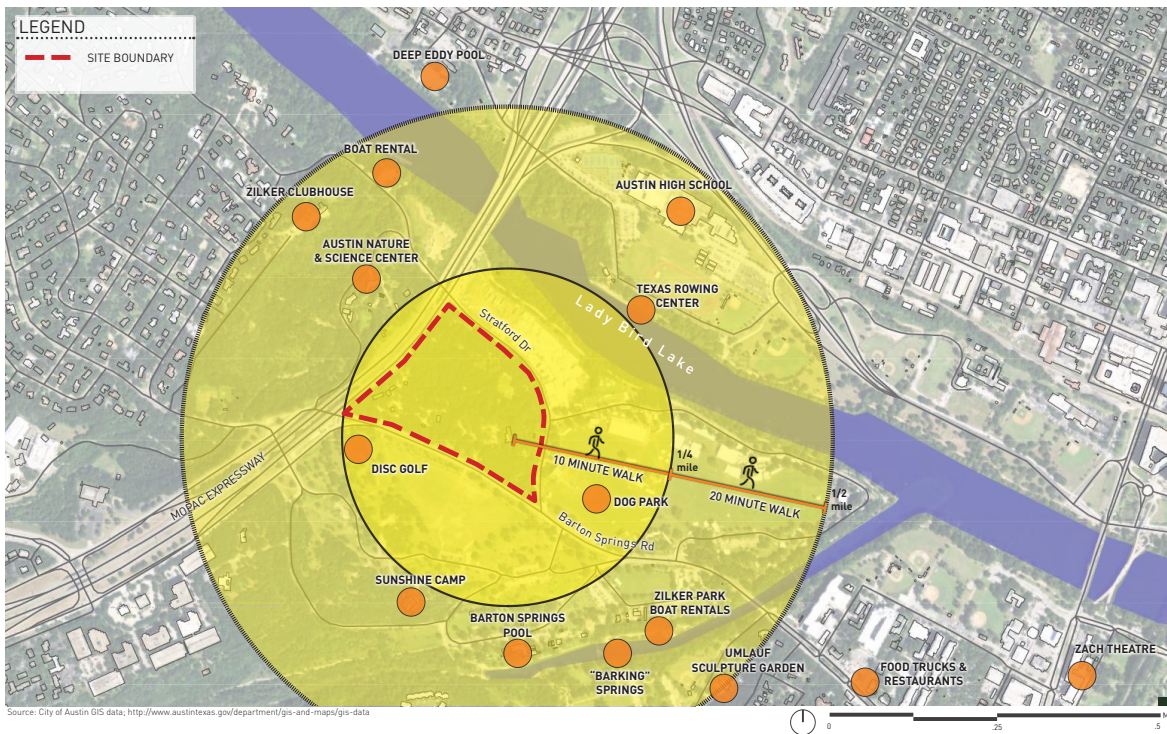 LEGEND
SITE BOUNDARY
DEEP EDDY POOL
BOAT RENTAL
ZILKER CLUBHOUSE
AUSTIN HIGH SCHOOL
AUSTIN NATURE
& SCIENCE CENTER
TEXAS ROWING
CENTER
Stratford Dr
Lady Bird Lake
DISC GOLF
MOPAC EXPRESSWAY
10 MINUTE WALK
1/4
mile
20 MINUTE WALK
1/2
mile
DOG PARK
Barton Springs Rd
SUNSHINE CAMP
BARTON SPRINGS
POOL
ZILKER PARK
BOAT RENTALS
"BARKING"
SPRINGS
UMLAUF
SCULPTURE GARDEN
FOOD TRUCKS &
RESTAURANTS
ZACH THEATRE
Source: City of Austin GIS data; http://www.austintexas.gov/department/gis-and-maps/gis-data
0
.25
.5